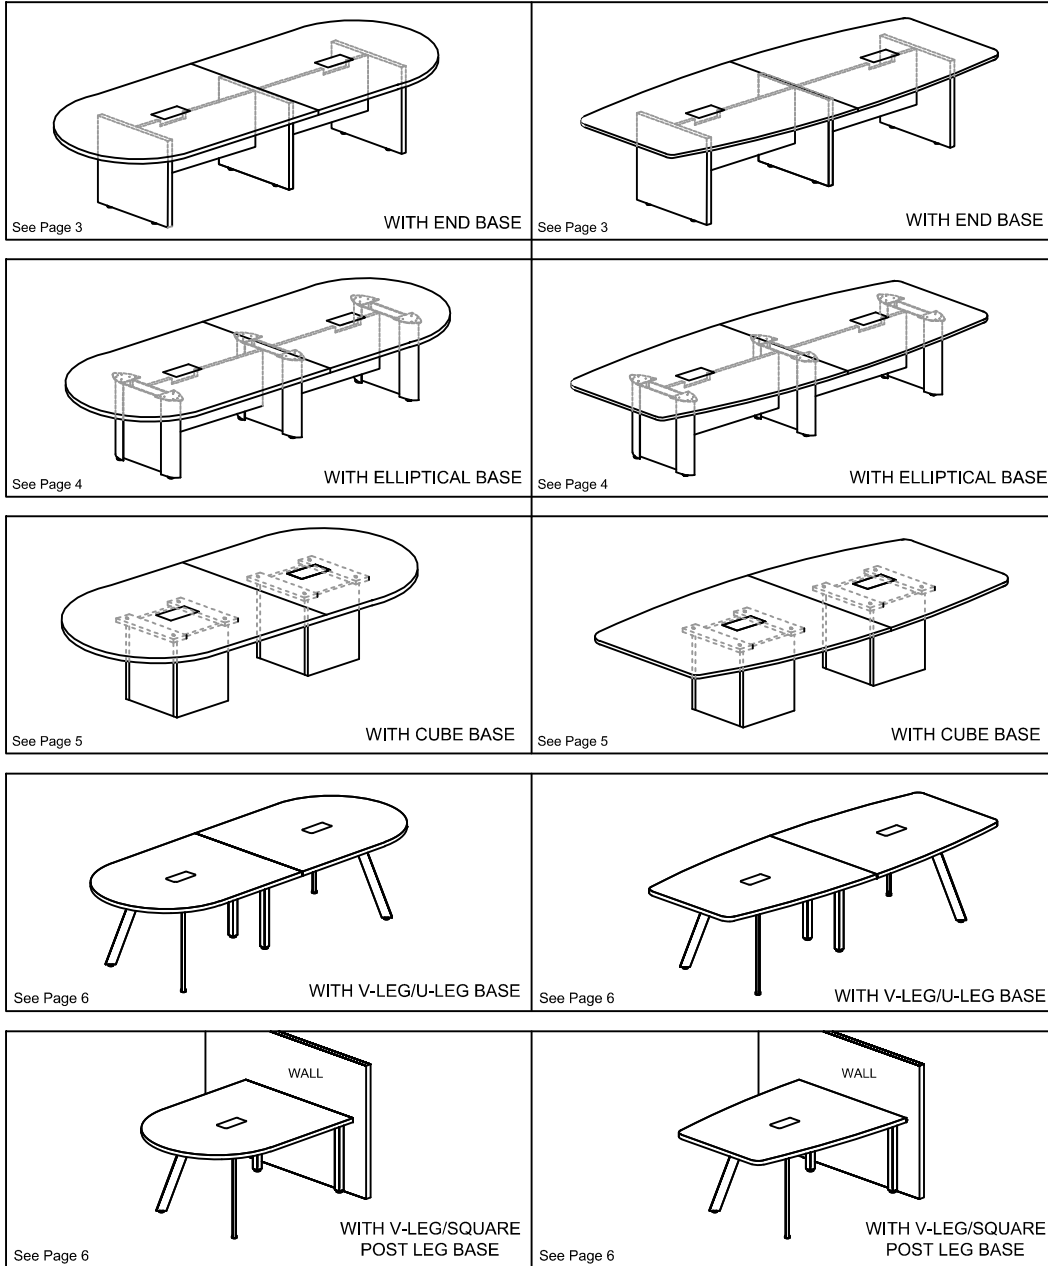 See Page 3
WITH END BASE
See Page 3
WITH END BASE
See Page 4
WITH ELLIPTICAL BASE
See Page 4
WITH ELLIPTICAL BASE
See Page 5
WITH CUBE BASE
See Page 5
WITH CUBE BASE
See Page 6
WITH V-LEG/U-LEG BASE
See Page 6
WITH V-LEG/U-LEG BASE
WALL
See Page 6
WITH V-LEG/SQUARE
POST LEG BASE
WALL
See Page 6
WITH V-LEG/SQUARE
POST LEG BASE